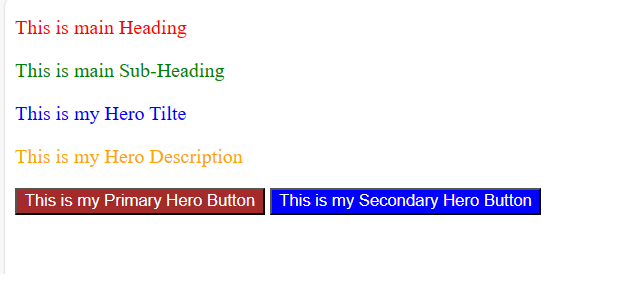 This is main Heading
This is main Sub-Heading
This is my Hero Tilte
This is my Hero Description
This is my Primary Hero Button This is my Secondary Hero Button